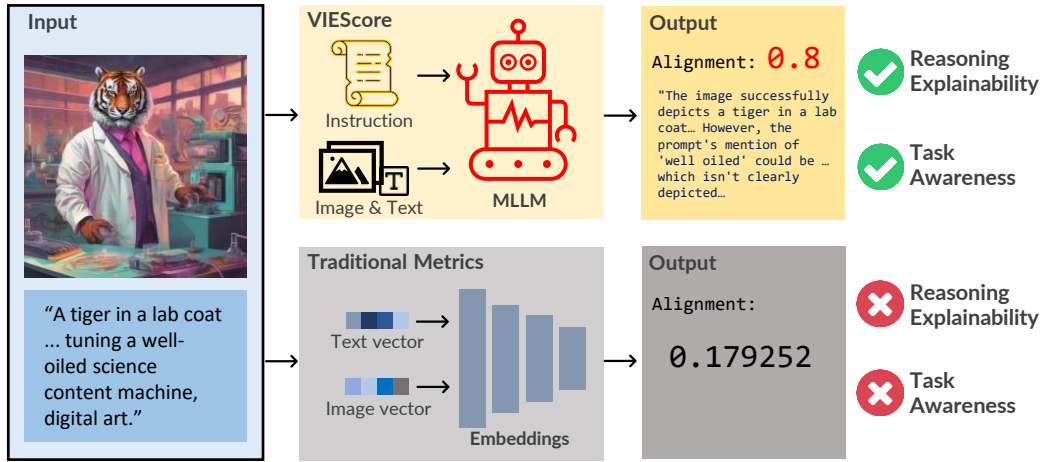 Input
“A tiger in a lab coat
... tuning a well-
oiled science
content machine,
digital art.”
VIEScore
Instruction
Image & Text
T
MLLM
Output
Alignment: 0.8
"The image successfully
depicts a tiger in a lab
coat… However, the
prompt's mention of
'well oiled' could be …
which isn't clearly
depicted…
Reasoning
Explainability
Task
Awareness
Traditional Metrics
Text vector
Image vector
Embeddings
Output
Alignment:
0.179252
Reasoning
Explainability
Task
Awareness